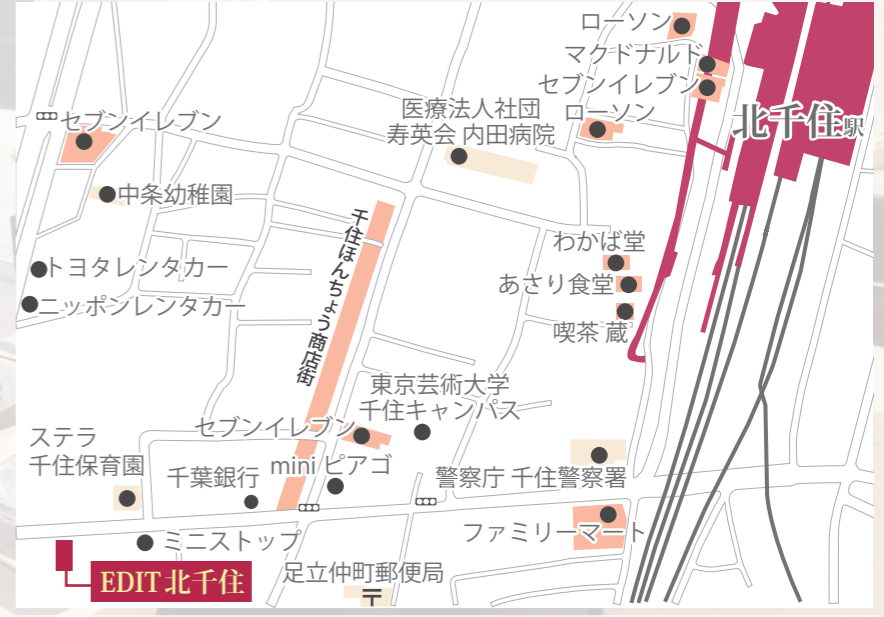 ローソン
マクドナルド
セブンイレブン
ローソン
北千住駅
医療法人社団
寿英会 内田病院
セブンイレブン
中条幼稚園
トヨタレンタカー
ニッポンレンタカー
千住ほんちょう商店街
わかば堂
あさり食堂
喫茶 蔵
東京芸術大学
千住キャンパス
セブンイレブン
ステラ
千住保育園
千葉銀行
mini ピアゴ
警察庁 千住警察署
ミニストップ
ファミリーマート
足立仲町郵便局
〒
EDIT 北千住